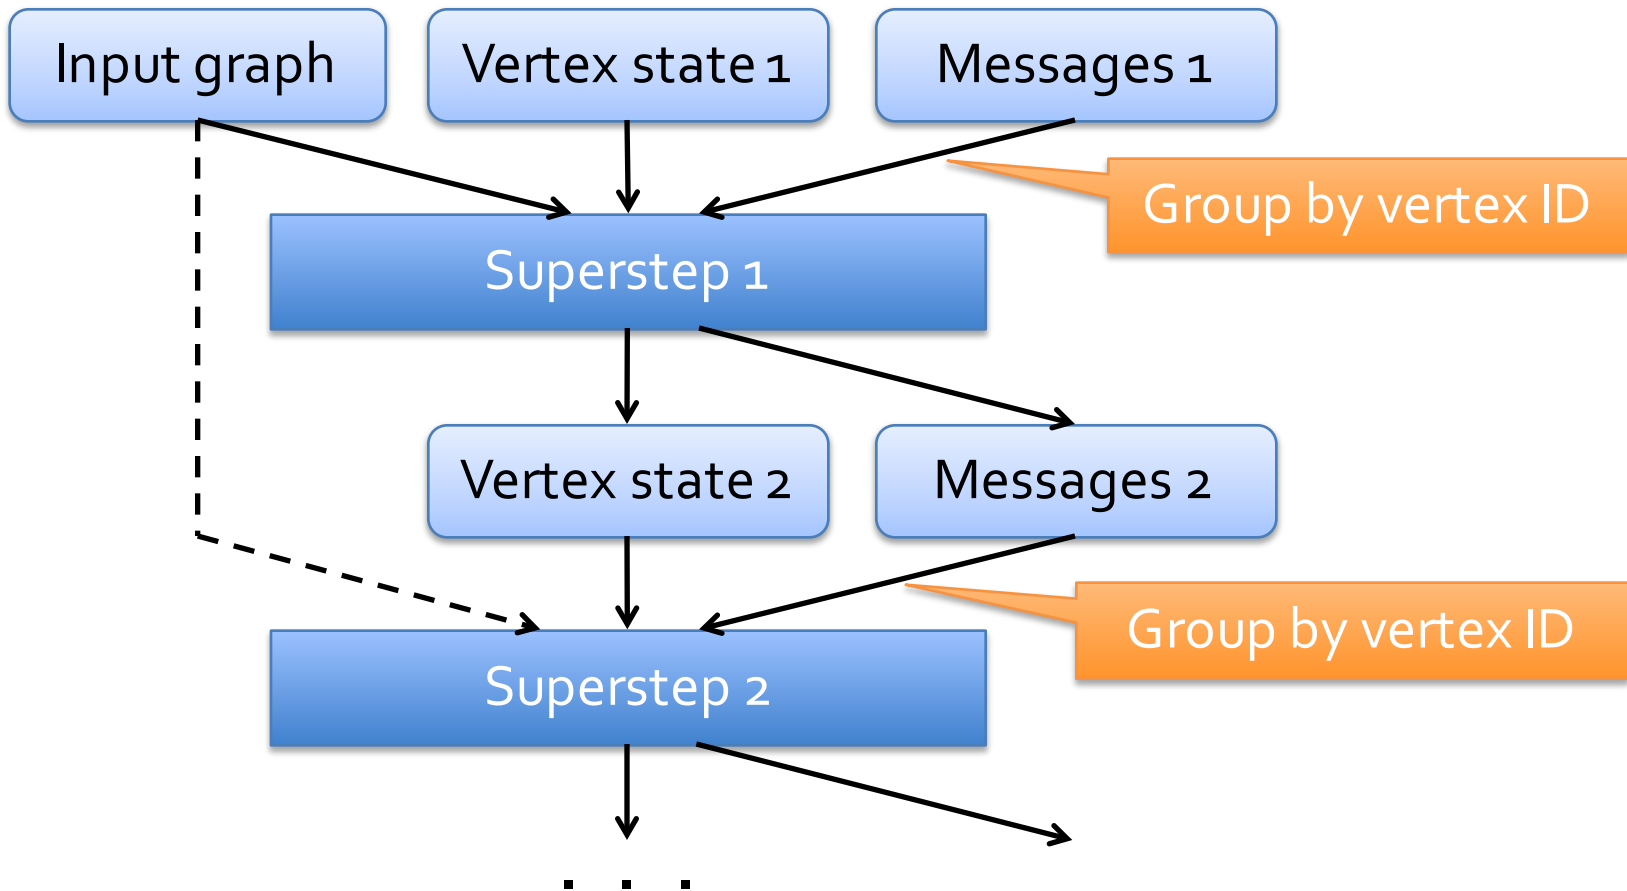 Input graph
Vertex state 1
Messages 1
Group by vertex ID
Superstep 1
Vertex state 2
Messages 2
Group by vertex ID
Superstep 2
. . .